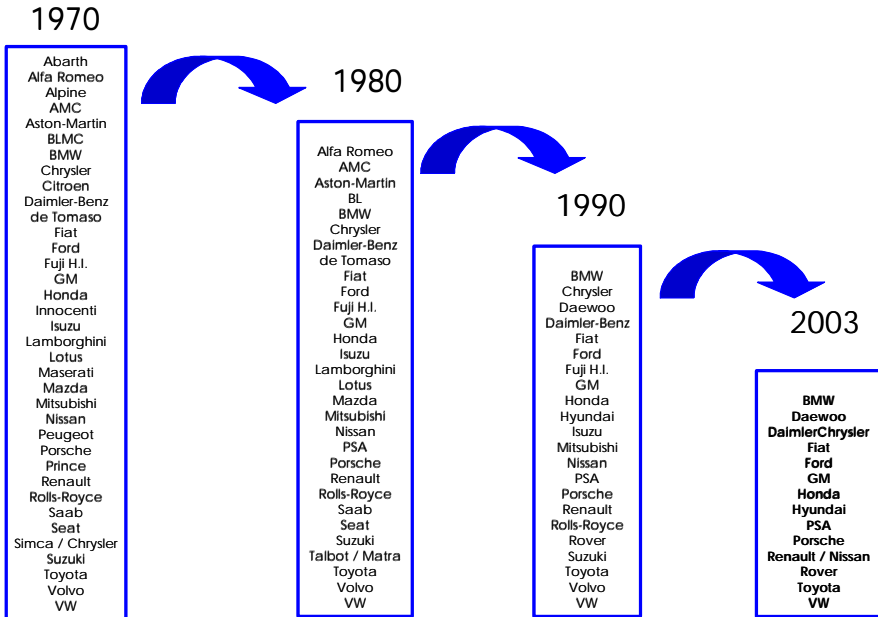 1970
Abarth
Alfa Romeo
Alpine
AMC
Aston-Martin
BLMC
BMW
Chrysler
Citroen
Daimler-Benz
de Tomaso
Fiat
Ford
Fuji H.I.
GM
Honda
Innocenti
Isuzu
Lamborghini
Lotus
Maserati
Mazda
Mitsubishi
Nissan
Peugeot
Porsche
Prince
Renault
Rolls-Royce
Saab
Seat
Simca / Chrysler
Suzuki
Toyota
Volvo
VW
1980
Alfa Romeo
AMC
Aston-Martin
BL
BMW
Chrysler
Daimler-Benz
de Tomaso
Fiat
Ford
Fuji H.I.
GM
Honda
Isuzu
Lamborghini
Lotus
Mazda
Mitsubishi
Nissan
PSA
Porsche
Renault
Rolls-Royce
Saab
Seat
Suzuki
Talbot / Matra
Toyota
Volvo
VW
1990
BMW
Chrysler
Daewoo
Daimler-Benz
Fiat
Ford
Fuji H.I.
GM
Honda
Hyundai
Isuzu
Mitsubishi
Nissan
PSA
Porsche
Renault
Rolls-Royce
Rover
Suzuki
Toyota
Volvo
VW
2003
BMW
Daewoo
DaimlerChrysler
Fiat
Ford
GM
Honda
Hyundai
PSA
Porsche
Renault / Nissan
Rover
Toyota
VW